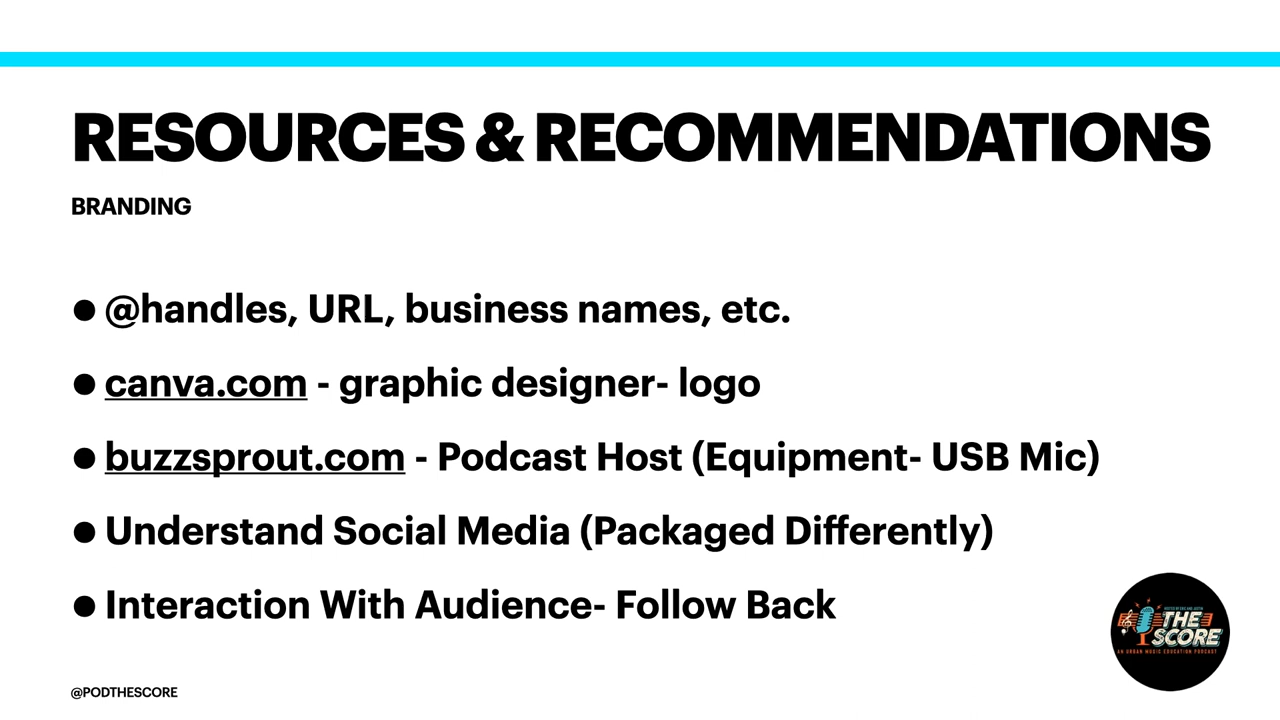 RESOURCES & RECOMMENDATIONS
BRANDING
● @handles, URL, business names, etc.
● canva.com - graphic designer- logo
● buzzsprout.com - Podcast Host (Equipment- USB Mic)
● Understand Social Media (Packaged Differently)
● Interaction With Audience- Follow Back
THE
SCORE
AN URBAN MUSIC EDUCATION PODCAST
@PODTHESCORE